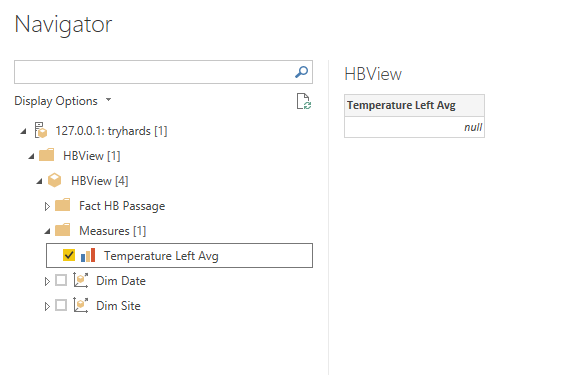 Navigator
Display Options
127.0.0.1: tryhards [1]
HBView [1]
HBView [4]
Fact HB Passage
Measures [1]
Temperature Left Avg
Dim Date
Dim Site
HBView
Temperature Left Avg
null